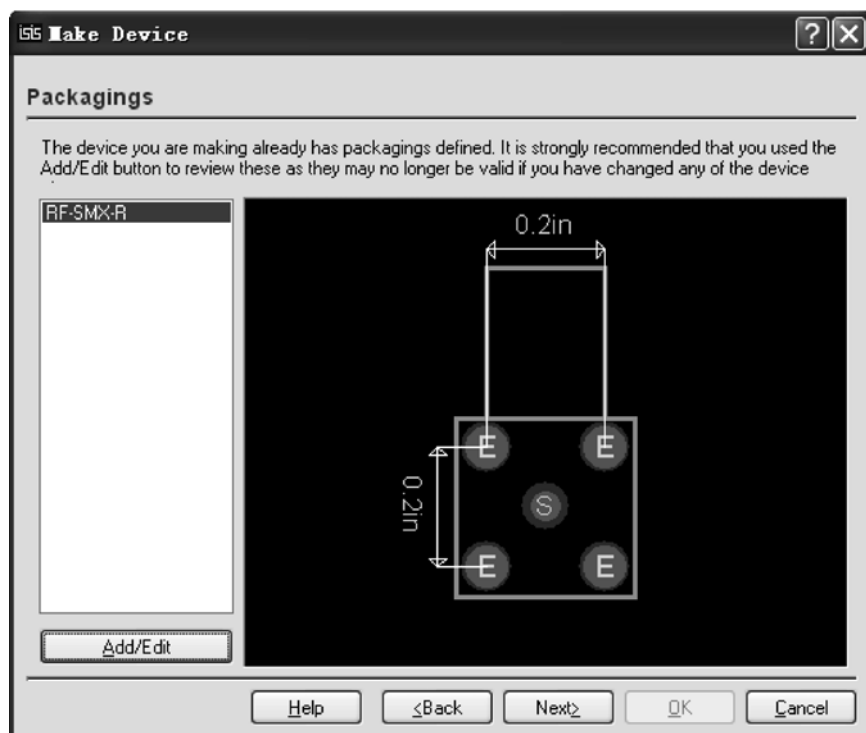 isis Make Device
Packagings
The device you are making already has packagings defined. It is strongly recommended that you used the
Add/Edit button to review these as they may no longer be valid if you have changed any of the device
RF-SMX-R
0.2in
E E
0.2in
S
E E
Add/Edit
Help
<Back
Next>
OK
Cancel